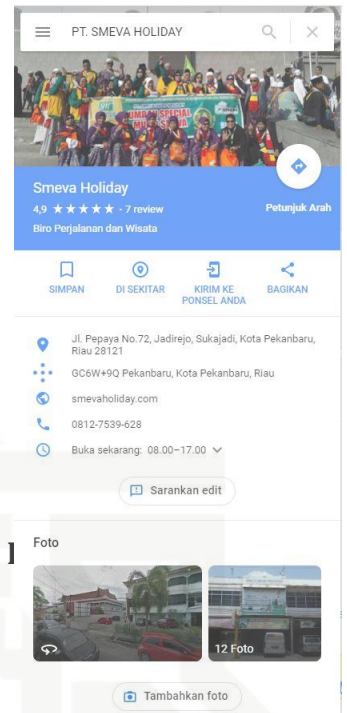 PT. SMEVA HOLIDAY
UMRAH SPECIAL
Smeva Holiday
4,9 ★★★★★ - 7 review
Petunjuk Arah
Biro Perjalanan dan Wisata
SIMPAN
DI SEKITAR
KIRIM KE
PONSEL ANDA
BAGIKAN
Jl. Pepaya No.72, Jadirejo, Sukajadi, Kota Pekanbaru,
Riau 28121
GC6W+9Q Pekanbaru, Kota Pekanbaru, Riau
smevaholiday.com
0812-7539-628
Buka sekarang: 08.00–17.00
Sarankan edit
Foto
12 Foto
Tambahkan foto